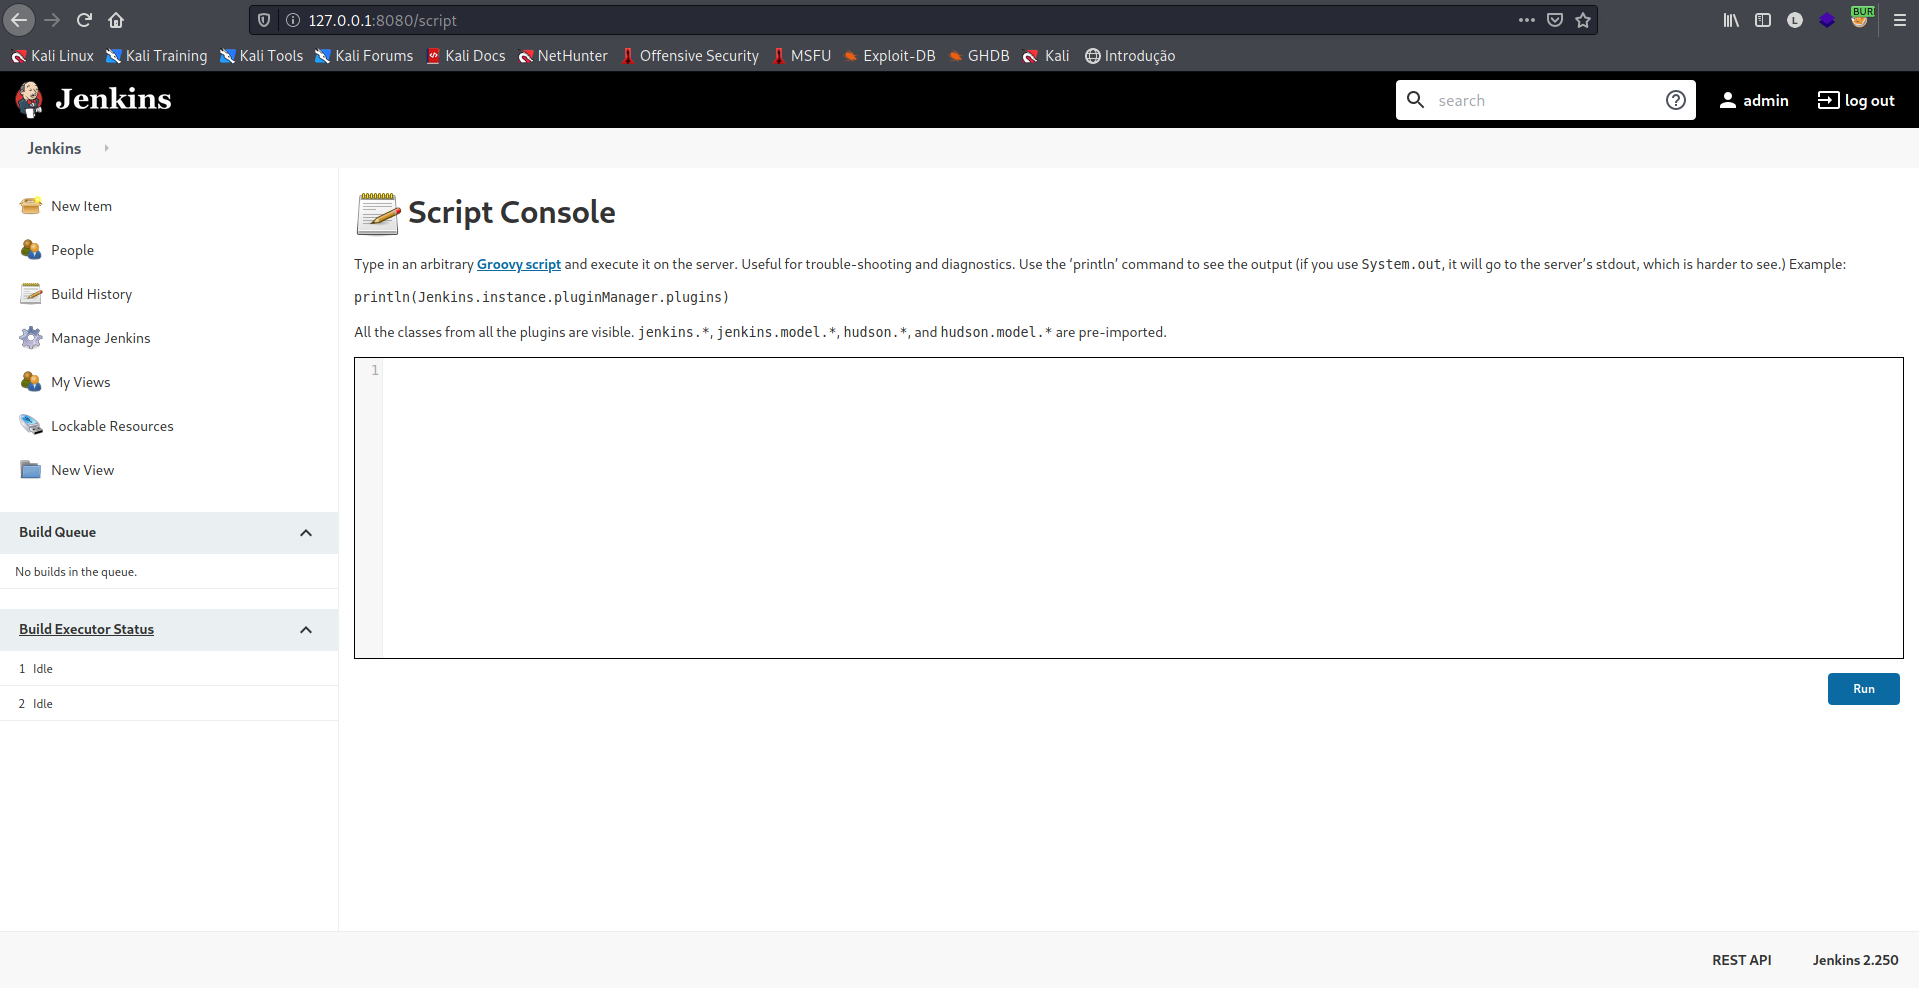 127.0.0.1:8080/script
BUR
Kali Linux Kali Training Kali Tools Kali Forums Kali Docs NetHunter Offensive Security MSFU Exploit-DB GHDB Kali Introdução
Jenkins
search
admin
log out
Jenkins
New Item
People
Build History
Manage Jenkins
My Views
Lockable Resources
New View
Build Queue
No builds in the queue.
Build Executor Status
1 Idle
2 Idle
Script Console
Type in an arbitrary Groovy script and execute it on the server. Useful for trouble-shooting and diagnostics. Use the ‘println’ command to see the output (if you use System.out, it will go to the server’s stdout, which is harder to see.) Example:
println(Jenkins.instance.pluginManager.plugins)
All the classes from all the plugins are visible. jenkins.*, jenkins.model.*, hudson.*, and hudson.model.* are pre-imported.
1
Run
REST API
Jenkins 2.250